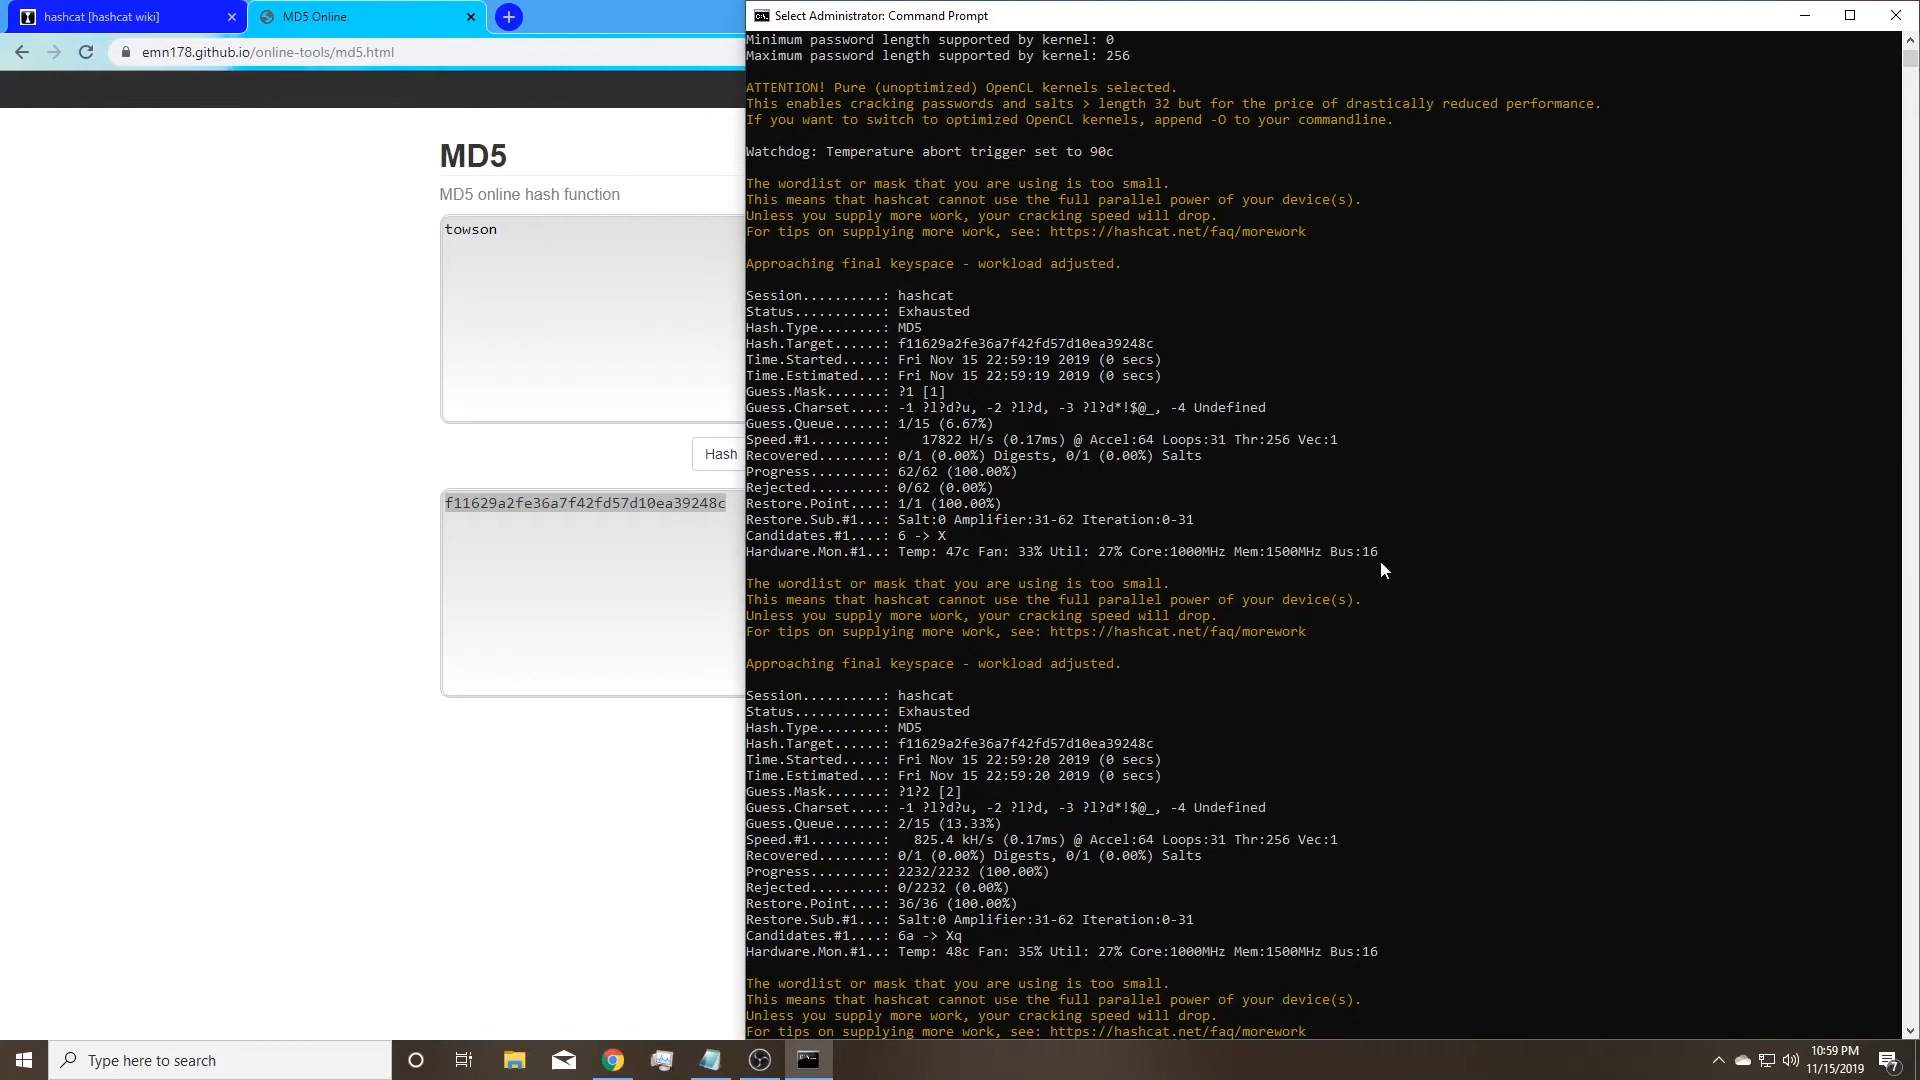 hashcat [hashcat wiki]
MD5 Online
emn178.github.io/online-tools/md5.html
MD5
MD5 online hash function
towson
Hash
f11629a2fe36a7f42fd57d10ea39248c
Select Administrator: Command Prompt
Minimum password length supported by kernel: 0
Maximum password length supported by kernel: 256
ATTENTION! Pure (unoptimized) OpenCL kernels selected.
This enables cracking passwords and salts > length 32 but for the price of drastically reduced performance.
If you want to switch to optimized OpenCL kernels, append -O to your commandline.
Watchdog: Temperature abort trigger set to 90c
The wordlist or mask that you are using is too small.
This means that hashcat cannot use the full parallel power of your device(s).
Unless you supply more work, your cracking speed will drop.
For tips on supplying more work, see: https://hashcat.net/faq/morework
Approaching final keyspace - workload adjusted.
Session..........: hashcat
Status...........: Exhausted
Hash.Type........: MD5
Hash.Target......: f11629a2fe36a7f42fd57d10ea39248c
Time.Started.....: Fri Nov 15 22:59:19 2019 (0 secs)
Time.Estimated...: Fri Nov 15 22:59:19 2019 (0 secs)
Guess.Mask.......: ?1 [1]
Guess.Charset....: -1 ?l?d?u, -2 ?l?d, -3 ?l?d*!$@_, -4 Undefined
Guess.Queue......: 1/15 (6.67%)
Speed.#1.........:    17822 H/s (0.17ms) @ Accel:64 Loops:31 Thr:256 Vec:1
Recovered........: 0/1 (0.00%) Digests, 0/1 (0.00%) Salts
Progress.........: 62/62 (100.00%)
Rejected.........: 0/62 (0.00%)
Restore.Point....: 1/1 (100.00%)
Restore.Sub.#1...: Salt:0 Amplifier:31-62 Iteration:0-31
Candidates.#1....: 6 -> X
Hardware.Mon.#1..: Temp: 47c Fan: 33% Util: 27% Core:1000MHz Mem:1500MHz Bus:16
The wordlist or mask that you are using is too small.
This means that hashcat cannot use the full parallel power of your device(s).
Unless you supply more work, your cracking speed will drop.
For tips on supplying more work, see: https://hashcat.net/faq/morework
Approaching final keyspace - workload adjusted.
Session..........: hashcat
Status...........: Exhausted
Hash.Type........: MD5
Hash.Target......: f11629a2fe36a7f42fd57d10ea39248c
Time.Started.....: Fri Nov 15 22:59:20 2019 (0 secs)
Time.Estimated...: Fri Nov 15 22:59:20 2019 (0 secs)
Guess.Mask.......: ?1?2 [2]
Guess.Charset....: -1 ?l?d?u, -2 ?l?d, -3 ?l?d*!$@_, -4 Undefined
Guess.Queue......: 2/15 (13.33%)
Speed.#1.........:   825.4 kH/s (0.17ms) @ Accel:64 Loops:31 Thr:256 Vec:1
Recovered........: 0/1 (0.00%) Digests, 0/1 (0.00%) Salts
Progress.........: 2232/2232 (100.00%)
Rejected.........: 0/2232 (0.00%)
Restore.Point....: 36/36 (100.00%)
Restore.Sub.#1...: Salt:0 Amplifier:31-62 Iteration:0-31
Candidates.#1....: 6a -> Xq
Hardware.Mon.#1..: Temp: 48c Fan: 35% Util: 27% Core:1000MHz Mem:1500MHz Bus:16
The wordlist or mask that you are using is too small.
This means that hashcat cannot use the full parallel power of your device(s).
Unless you supply more work, your cracking speed will drop.
For tips on supplying more work, see: https://hashcat.net/faq/morework
Type here to search
10:59 PM
11/15/2019
7